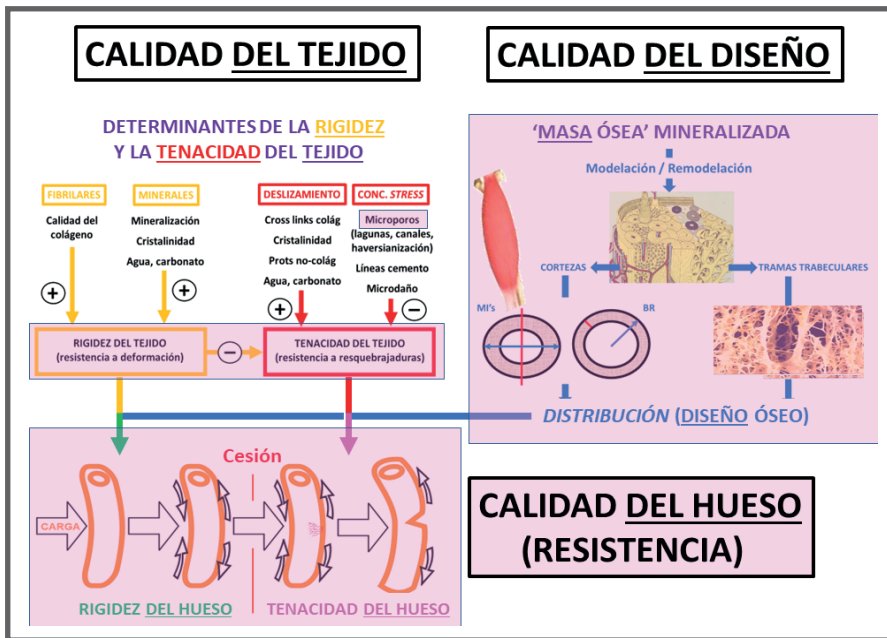 CALIDAD DEL TEJIDO
DETERMINANTES DE LA RIGIDEZ
Y LA TENACIDAD DEL TEJIDO
FIBRILARES
Calidad del
colágeno
MINERALES
Mineralización
Cristalinidad
Agua, carbonato
DESLIZAMIENTO
Cross links colág
Cristalinidad
Prots no-colág
Agua, carbonato
CONC. STRESS
Microporos
(lagunas, canales,
haversianización)
Líneas cemento
Microdaño
+
+
+
−
RIGIDEZ DEL TEJIDO
(resistencia a deformación)
−
TENACIDAD DEL TEJIDO
(resistencia a resquebrajaduras)
CALIDAD DEL DISEÑO
‘MASA ÓSEA’ MINERALIZADA
Modelación / Remodelación
CORTEZAS
TRAMAS TRABECULARES
MI's
BR
DISTRIBUCIÓN (DISEÑO ÓSEO)
Cesión
CARGA
RIGIDEZ DEL HUESO
TENACIDAD DEL HUESO
CALIDAD DEL HUESO
(RESISTENCIA)